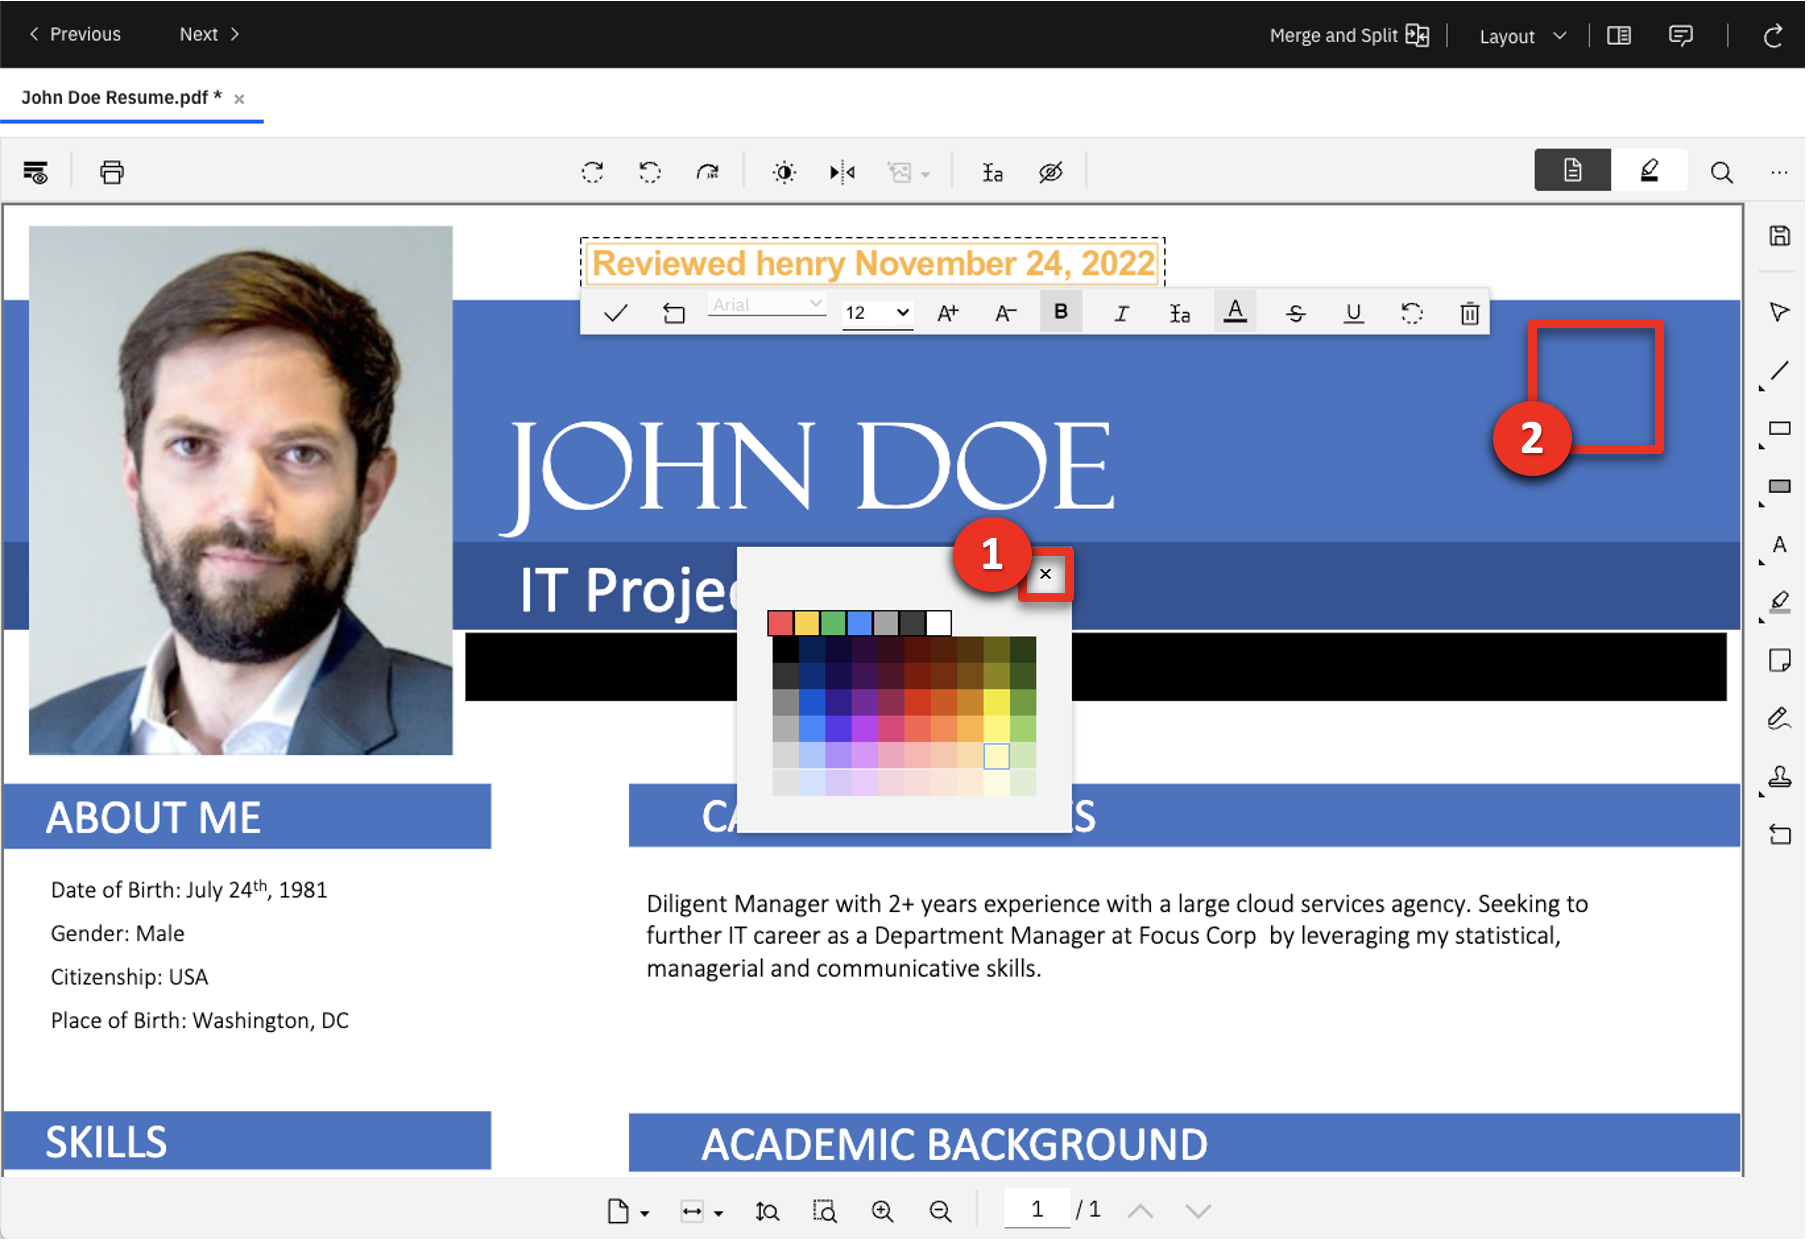 Previous Next Merge and Split Layout
John Doe Resume.pdf *
Reviewed henry November 24, 2022
Arial 12 A+ A− B I A S U
2
JOHN DOE
1
IT Projec
ABOUT ME
CA
S
Date of Birth: July 24th, 1981
Gender: Male
Citizenship: USA
Place of Birth: Washington, DC
Diligent Manager with 2+ years experience with a large cloud services agency. Seeking to
further IT career as a Department Manager at Focus Corp by leveraging my statistical,
managerial and communicative skills.
SKILLS
ACADEMIC BACKGROUND
1 / 1